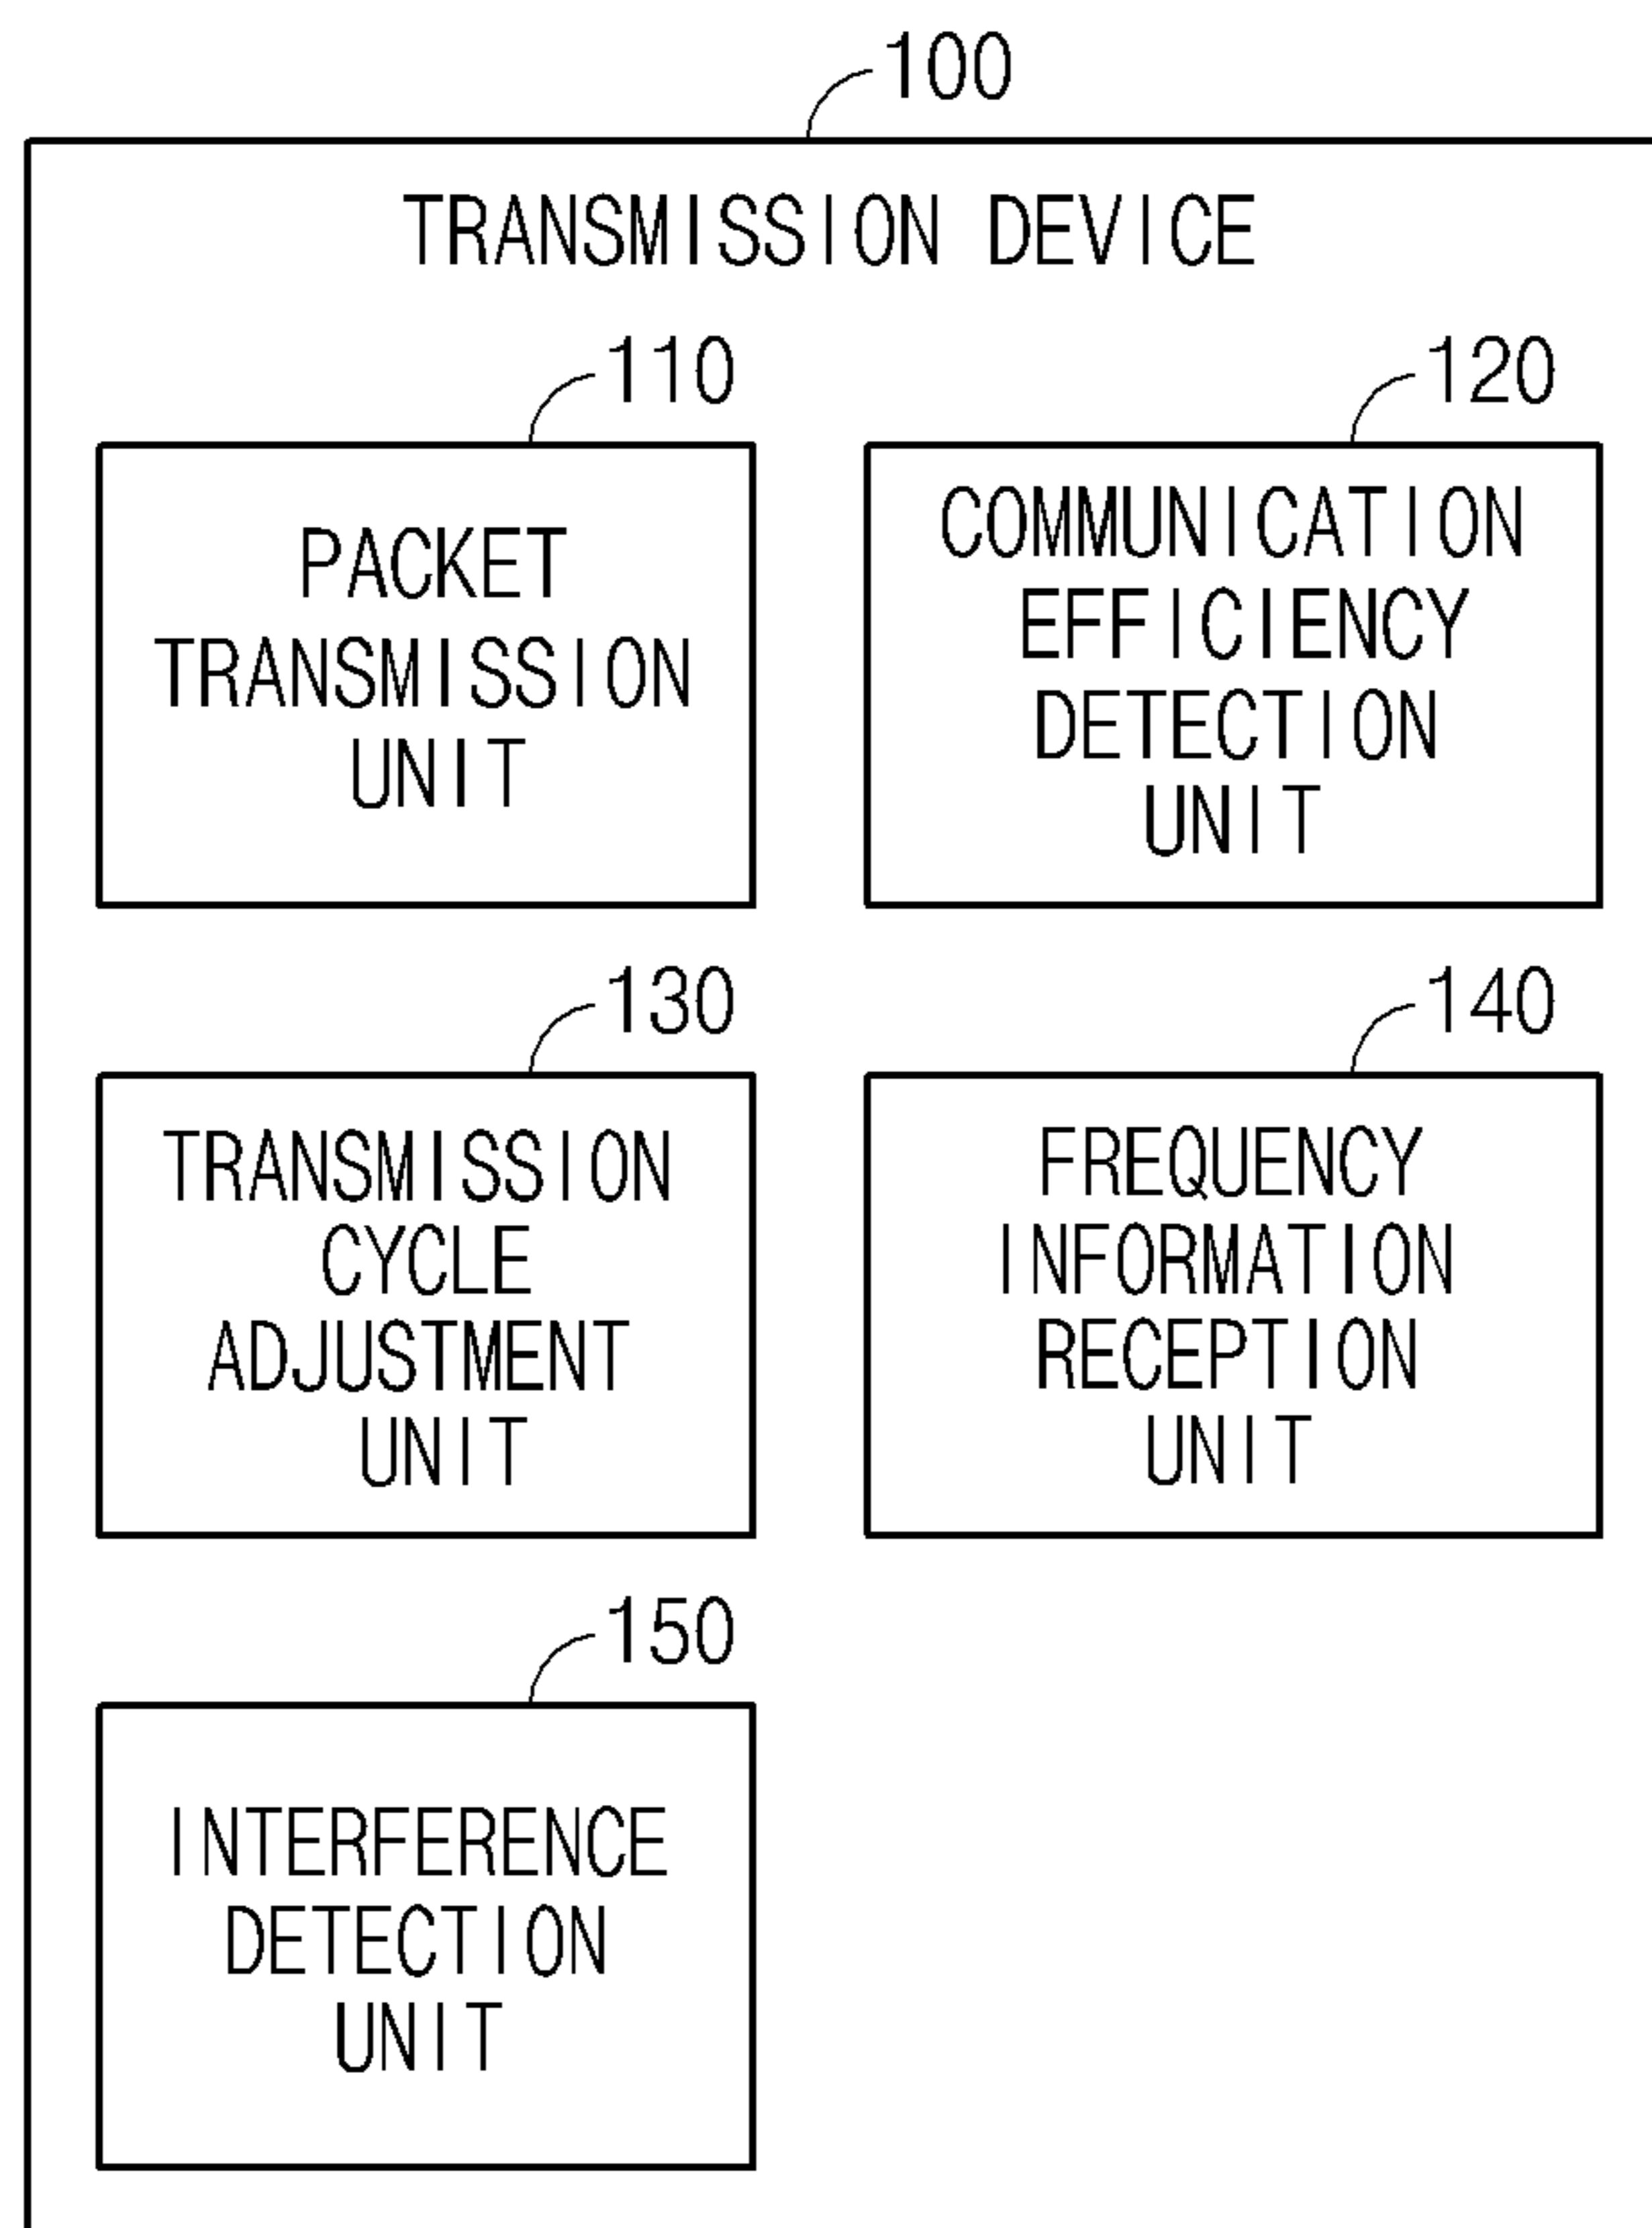 100
TRANSMISSION DEVICE
110
PACKET
TRANSMISSION
UNIT
120
COMMUNICATION
EFFICIENCY
DETECTION
UNIT
130
TRANSMISSION
CYCLE
ADJUSTMENT
UNIT
140
FREQUENCY
INFORMATION
RECEPTION
UNIT
150
INTERFERENCE
DETECTION
UNIT